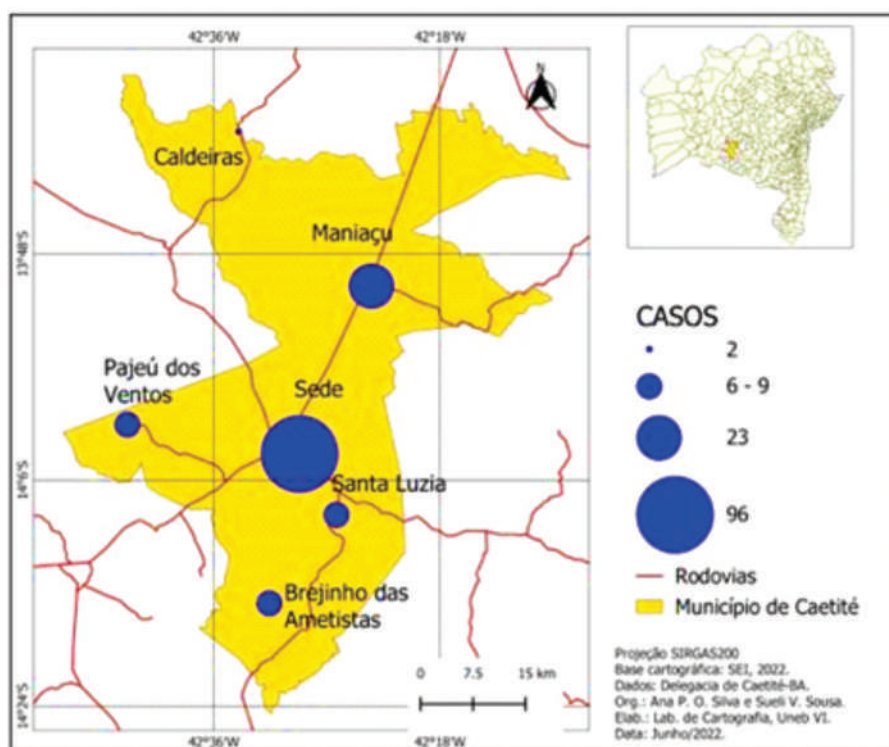 42°36'W
42°18'W
N
Caldeiras
13°48'S
Maniaçu
Pajeú dos
Ventos
Sede
14°6'S
Santa Luzia
Brejinho das
Ametistas
0 7.5 15 km
14°24'S
42°36'W
42°18'W
CASOS
2
6 - 9
23
96
Rodovias
Município de Caetité
Projeção SIRGAS200
Base cartográfica: SEI, 2022.
Dados: Delegacia de Caetité-BA.
Org.: Ana P. O. Silva e Sueli V. Sousa.
Elab.: Lab. de Cartografia, Uneb VI.
Data: Junho/2022.